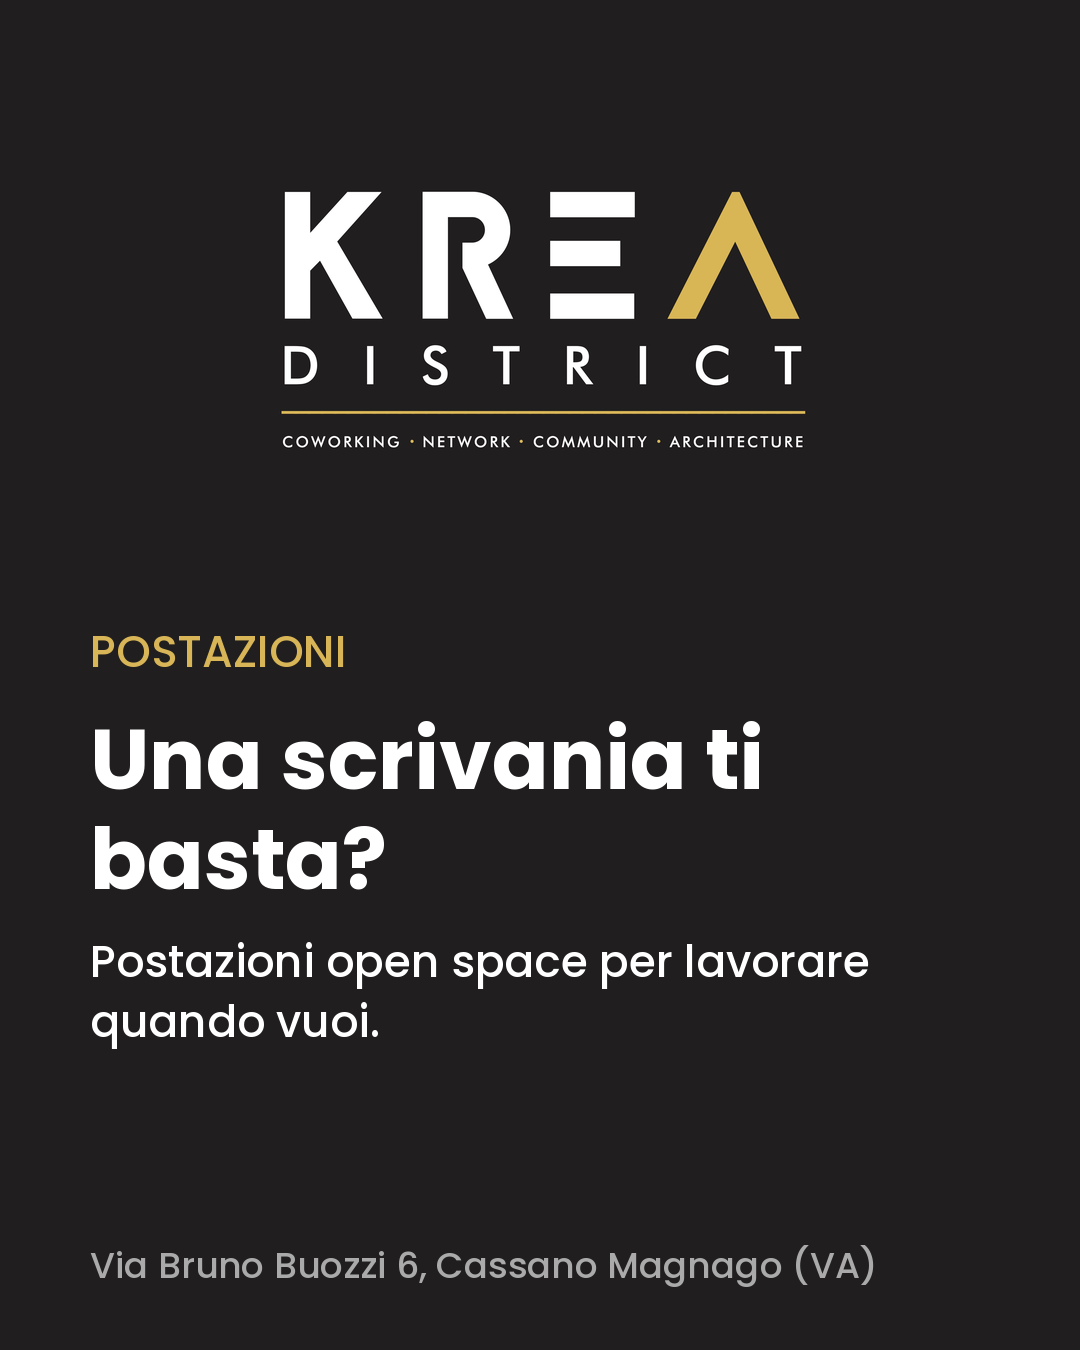 KREA
DISTRICT
COWORKING · NETWORK · COMMUNITY · ARCHITECTURE
POSTAZIONI
Una scrivania ti
basta?
Postazioni open space per lavorare
quando vuoi.
Via Bruno Buozzi 6, Cassano Magnago (VA)